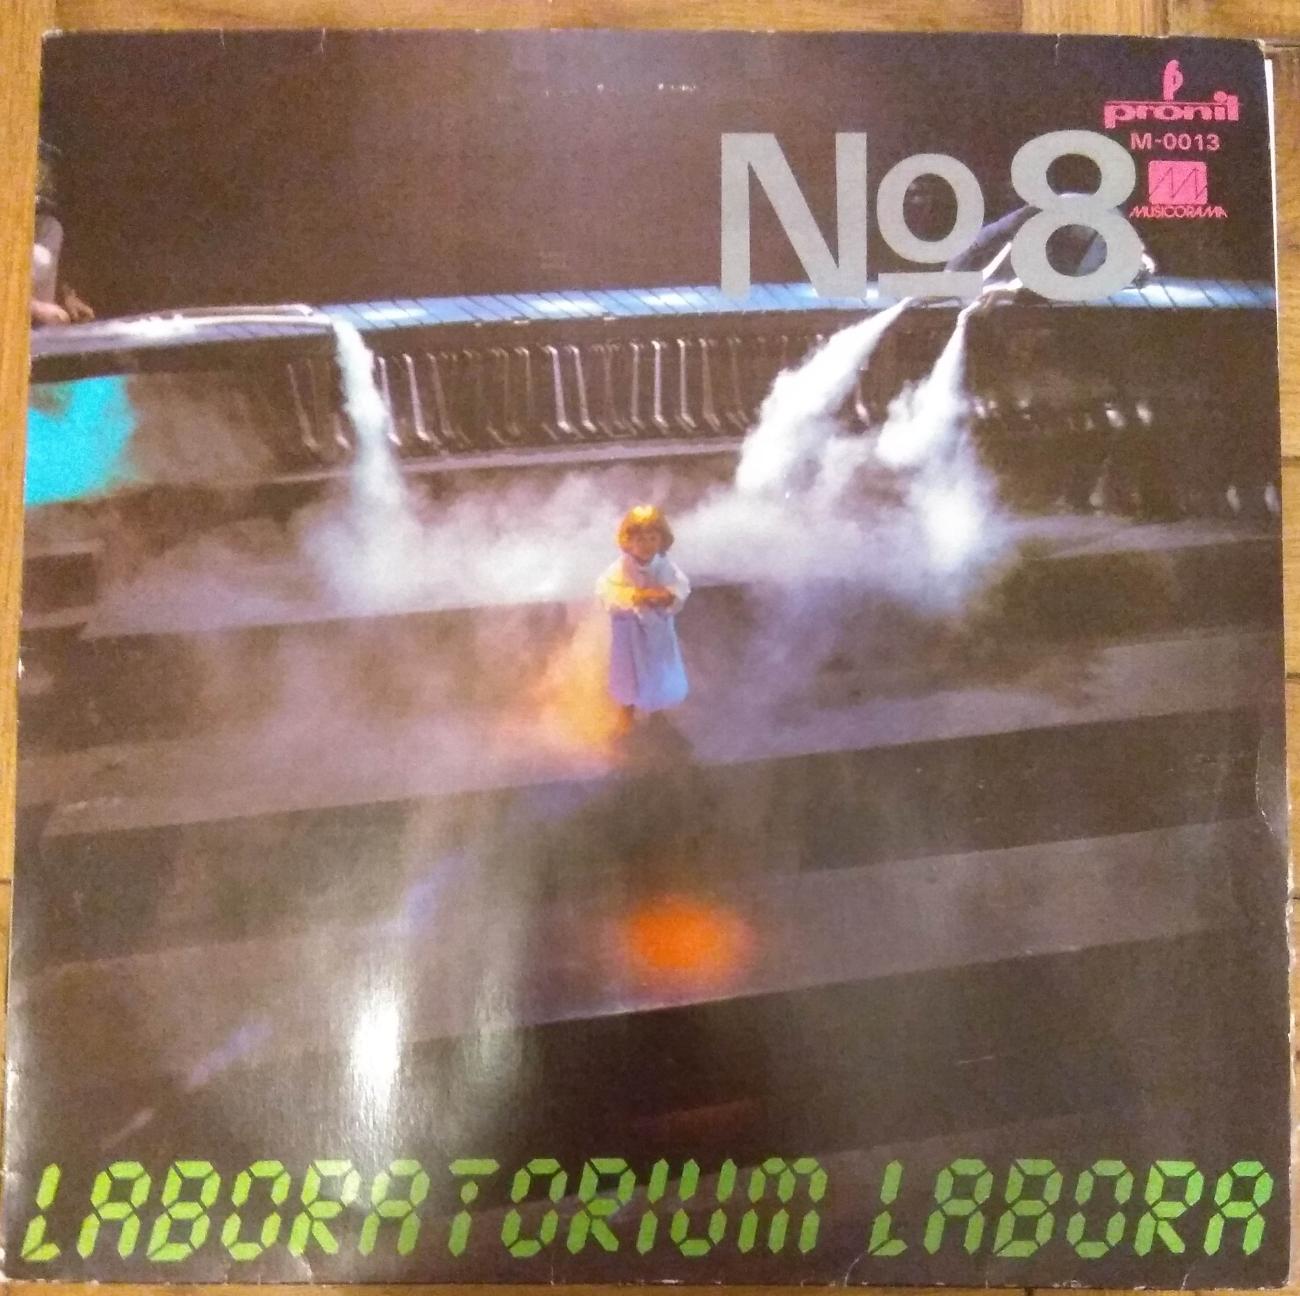 pronit
M-0013
MUSICORAMA
No8
LABORATORIUM LABORA